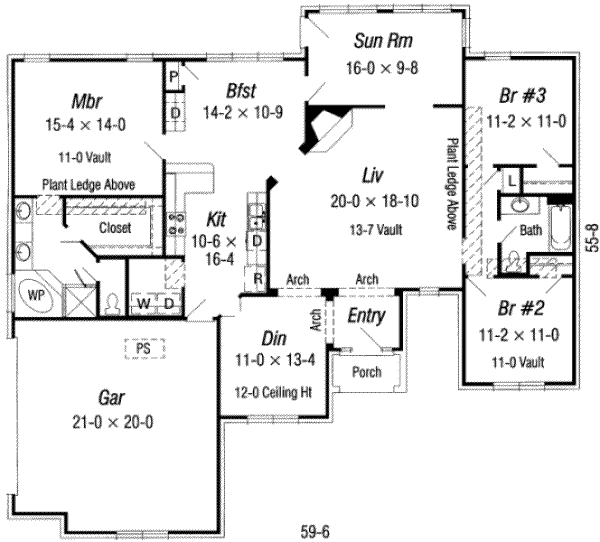 Sun Rm
16-0 × 9-8
P
D
Bfst
14-2 × 10-9
Mbr
15-4 × 14-0
11-0 Vault
Plant Ledge Above
Br #3
11-2 × 11-0
Plant Ledge Above
Liv
20-0 × 18-10
13-7 Vault
L
Closet
Kit
10-6 ×
16-4
D
R
Bath
55-8
WP
W
D
Arch
Arch
Arch
Entry
Br #2
11-2 × 11-0
11-0 Vault
Din
11-0 × 13-4
12-0 Ceiling Ht
PS
Porch
Gar
21-0 × 20-0
59-6